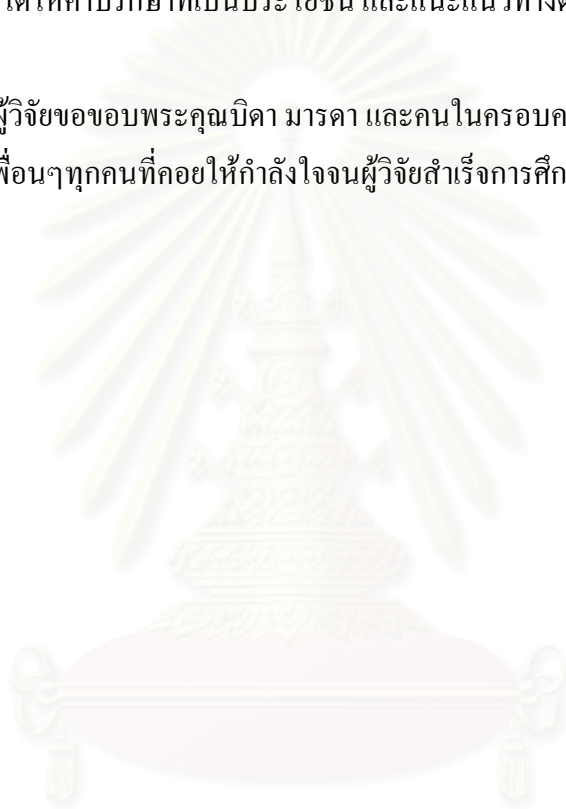 ให้คำปรึกษาที่เป็นประโยชน์ และแนะแนวทาง
ผู้วิจัยขอขอบพระคุณบิดา มารดา และคนในครอบค
เพื่อนๆทุกคนที่คอยให้กำลังใจจนผู้วิจัยสำเร็จการศึก